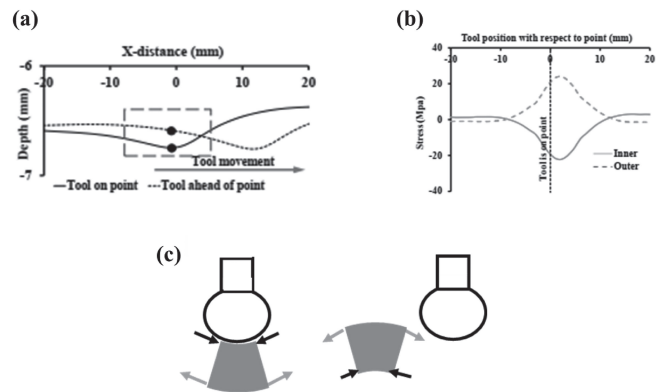 (a)
X-distance (mm)
-20 -10 0 10 20
-6
-7
Depth (mm)
Tool movement
Tool on point Tool ahead of point
(b)
Tool position with respect to point (mm)
-20 -10 0 10 20
40
20
0
-20
-40
Stress (Mpa)
Tool is on point
Inner
Outer
(c)